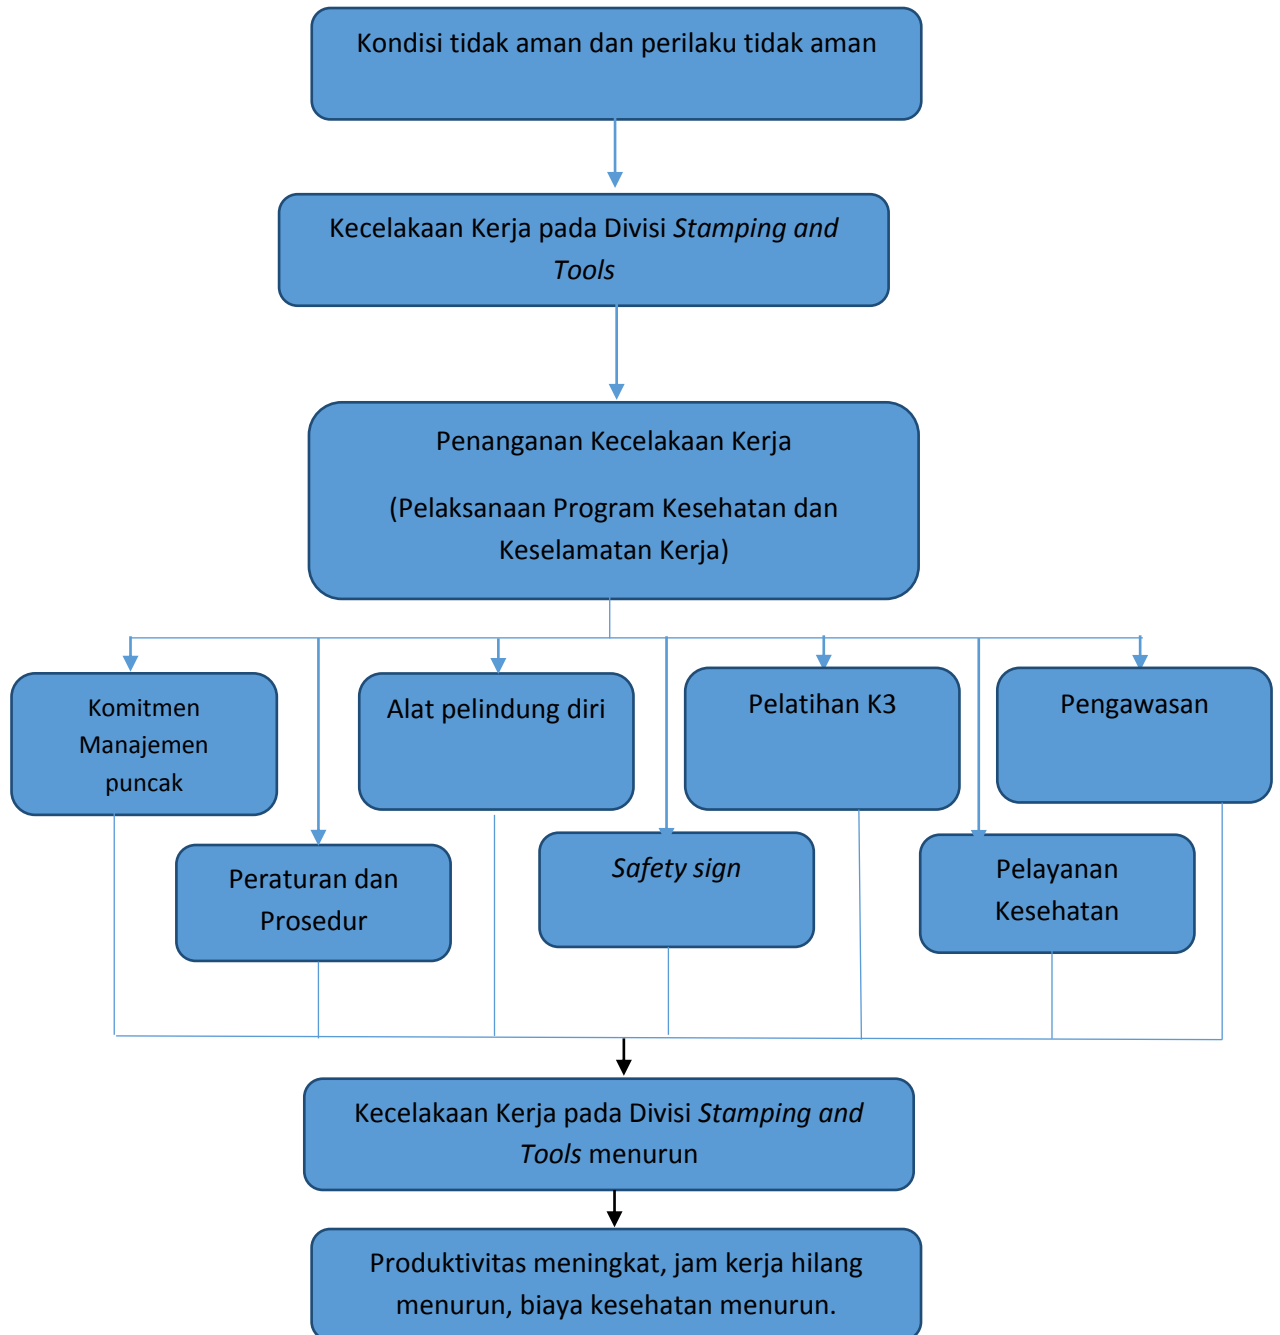 Kondisi tidak aman dan perilaku tidak aman
Kecelakaan Kerja pada Divisi Stamping and
Tools
Penanganan Kecelakaan Kerja
(Pelaksanaan Program Kesehatan dan
Keselamatan Kerja)
Komitmen
Manajemen
puncak
Alat pelindung diri
Pelatihan K3
Pengawasan
Peraturan dan
Prosedur
Safety sign
Pelayanan
Kesehatan
Kecelakaan Kerja pada Divisi Stamping and
Tools menurun
Produktivitas meningkat, jam kerja hilang
menurun, biaya kesehatan menurun.